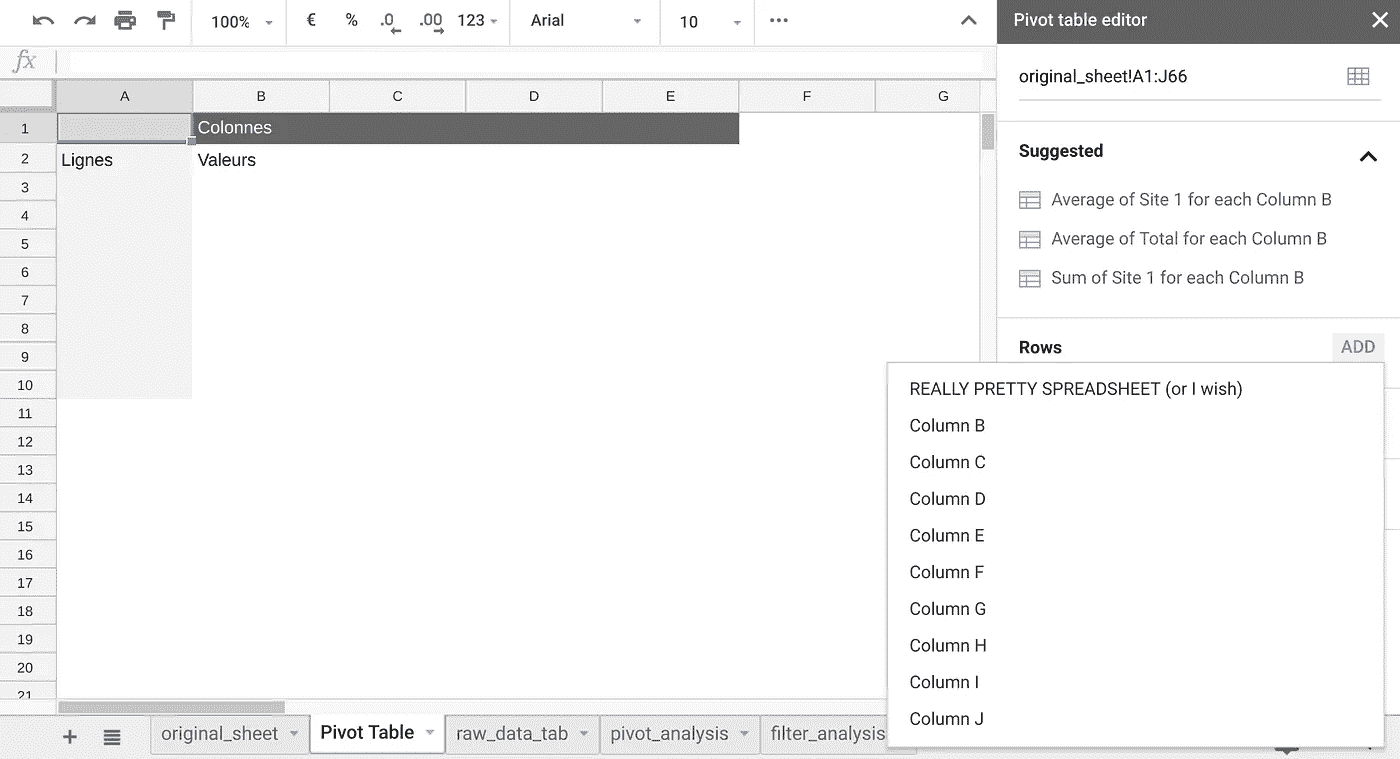 100% € % .0 .00 123 Arial 10
Pivot table editor
fx
original_sheet!A1:J66
A B C D E F G
1 Colonnes
2 Lignes Valeurs
3
4
5
6
7
8
9
10
11
12
13
14
15
16
17
18
19
20
21
Suggested
Average of Site 1 for each Column B
Average of Total for each Column B
Sum of Site 1 for each Column B
Rows ADD
REALLY PRETTY SPREADSHEET (or I wish)
Column B
Column C
Column D
Column E
Column F
Column G
Column H
Column I
Column J
original_sheet Pivot Table raw_data_tab pivot_analysis filter_analysis